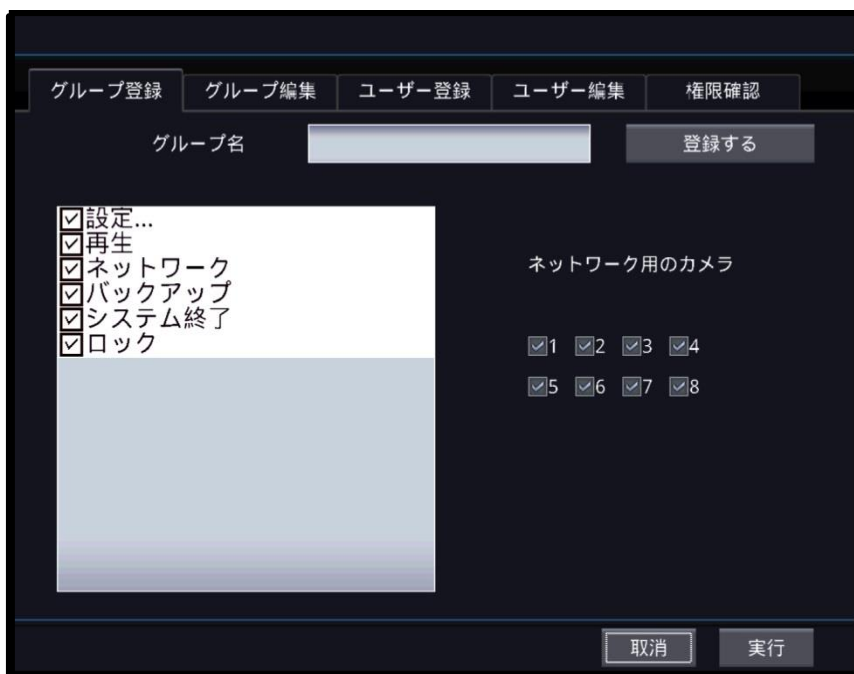 グループ登録 グループ編集 ユーザー登録 ユーザー編集 権限確認
グループ名 登録する
設定...
再生
ネットワーク
バックアップ
システム終了
ロック
ネットワーク用のカメラ
1 2 3 4
5 6 7 8
取消 実行